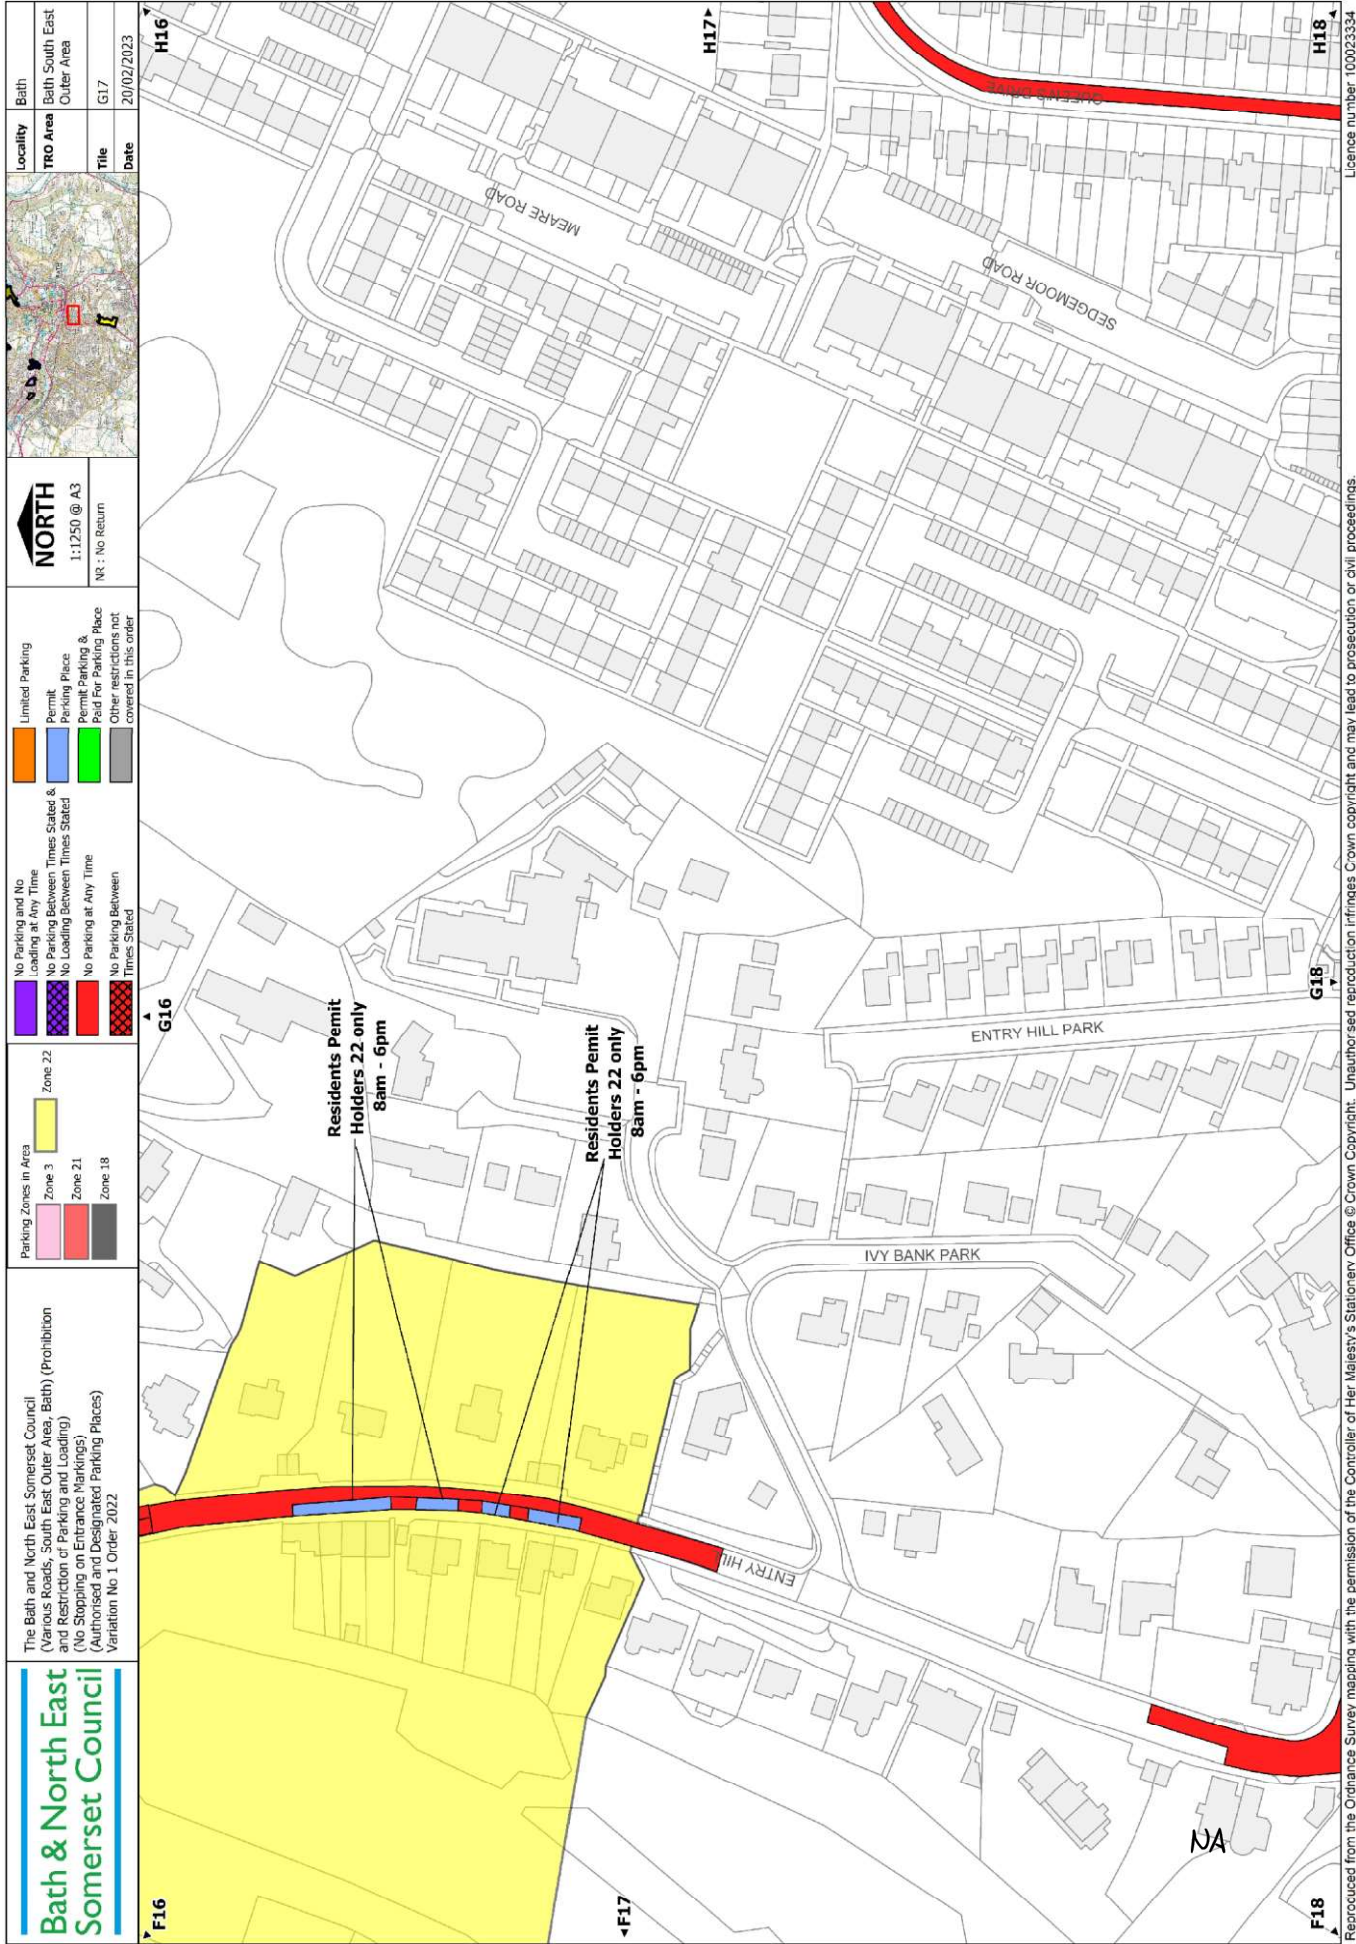 Bath & North East
Somerset Council
The Bath and North East Somerset Council
(Various Roads, South East Outer Area, Bath) (Prohibition
and Restriction of Parking and Loading)
(No Stopping on Entrance Markings)
(Authorised and Designated Parking Places)
Variation No 1 Order 2022
Parking Zones in Area
Zone 3
Zone 21
Zone 18
Zone 22
No Parking and No
Loading at Any Time
No Parking Between Times Stated &
No Loading Between Times Stated
No Parking at Any Time
No Parking Between
Times Stated
Limited Parking
Permit
Parking Place
Permit Parking &
Paid For Parking Place
Other restrictions not
covered in this order
NORTH
1:1250 @ A3
NR : No Return
Locality
Bath
TRO Area
Bath South East
Outer Area
Tile
G17
Date
20/02/2023
F16
G16
H16
Residents Pemit
Holders 22 only
8am - 6pm
Residents Pemit
Holders 22 only
8am - 6pm
MEARE ROAD
SEDGEMOOR ROAD
QUEEN'S DRIVE
F17
H17
ENTRY HILL
IVY BANK PARK
ENTRY HILL PARK
NA
F18
G18
H18
Reproduced from the Ordnance Survey mapping with the permission of the Controller of Her Majesty's Stationery Office © Crown Copyright. Unauthorised reproduction infringes Crown copyright and may lead to prosecution or civil proceedings.
Licence number 100023334